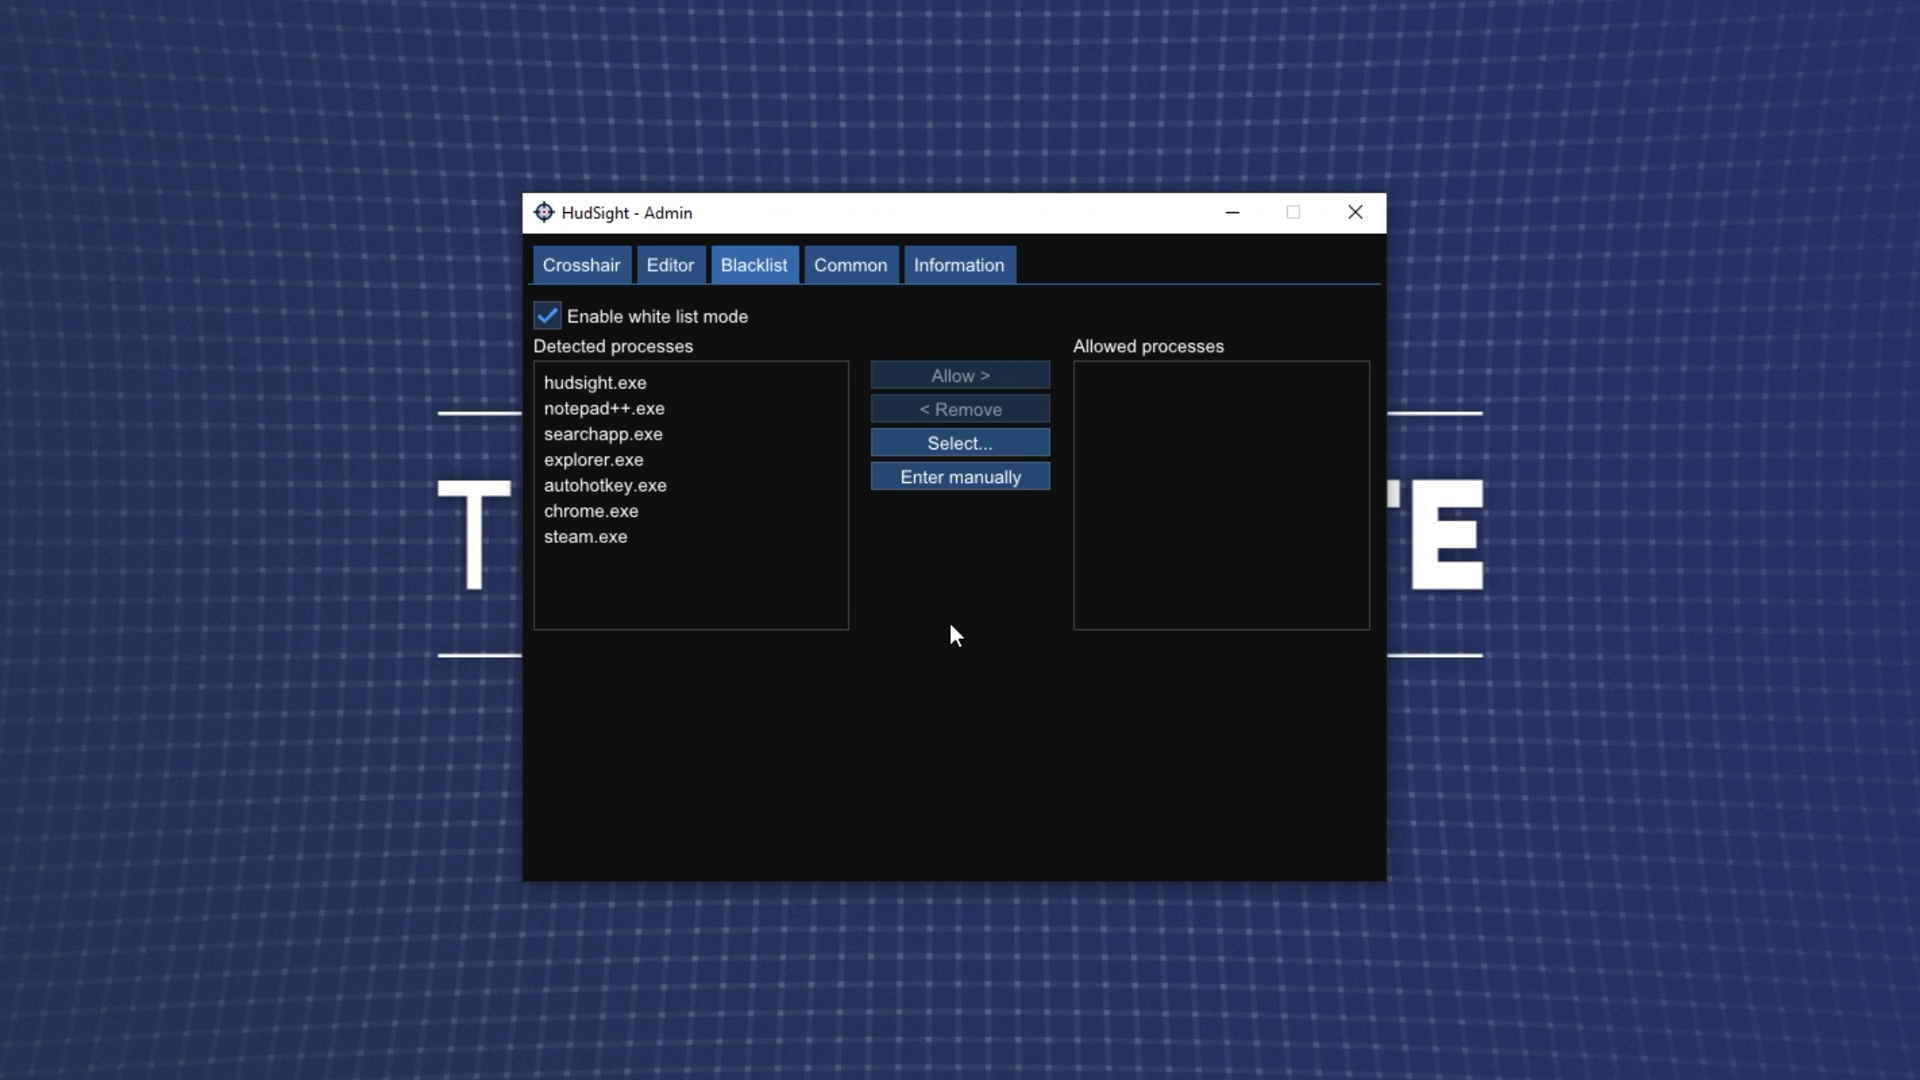 HudSight - Admin
Crosshair Editor Blacklist Common Information
Enable white list mode
Detected processes
Allowed processes
hudsight.exe
notepad++.exe
searchapp.exe
explorer.exe
autohotkey.exe
chrome.exe
steam.exe
Allow >
< Remove
Select...
Enter manually
T
E